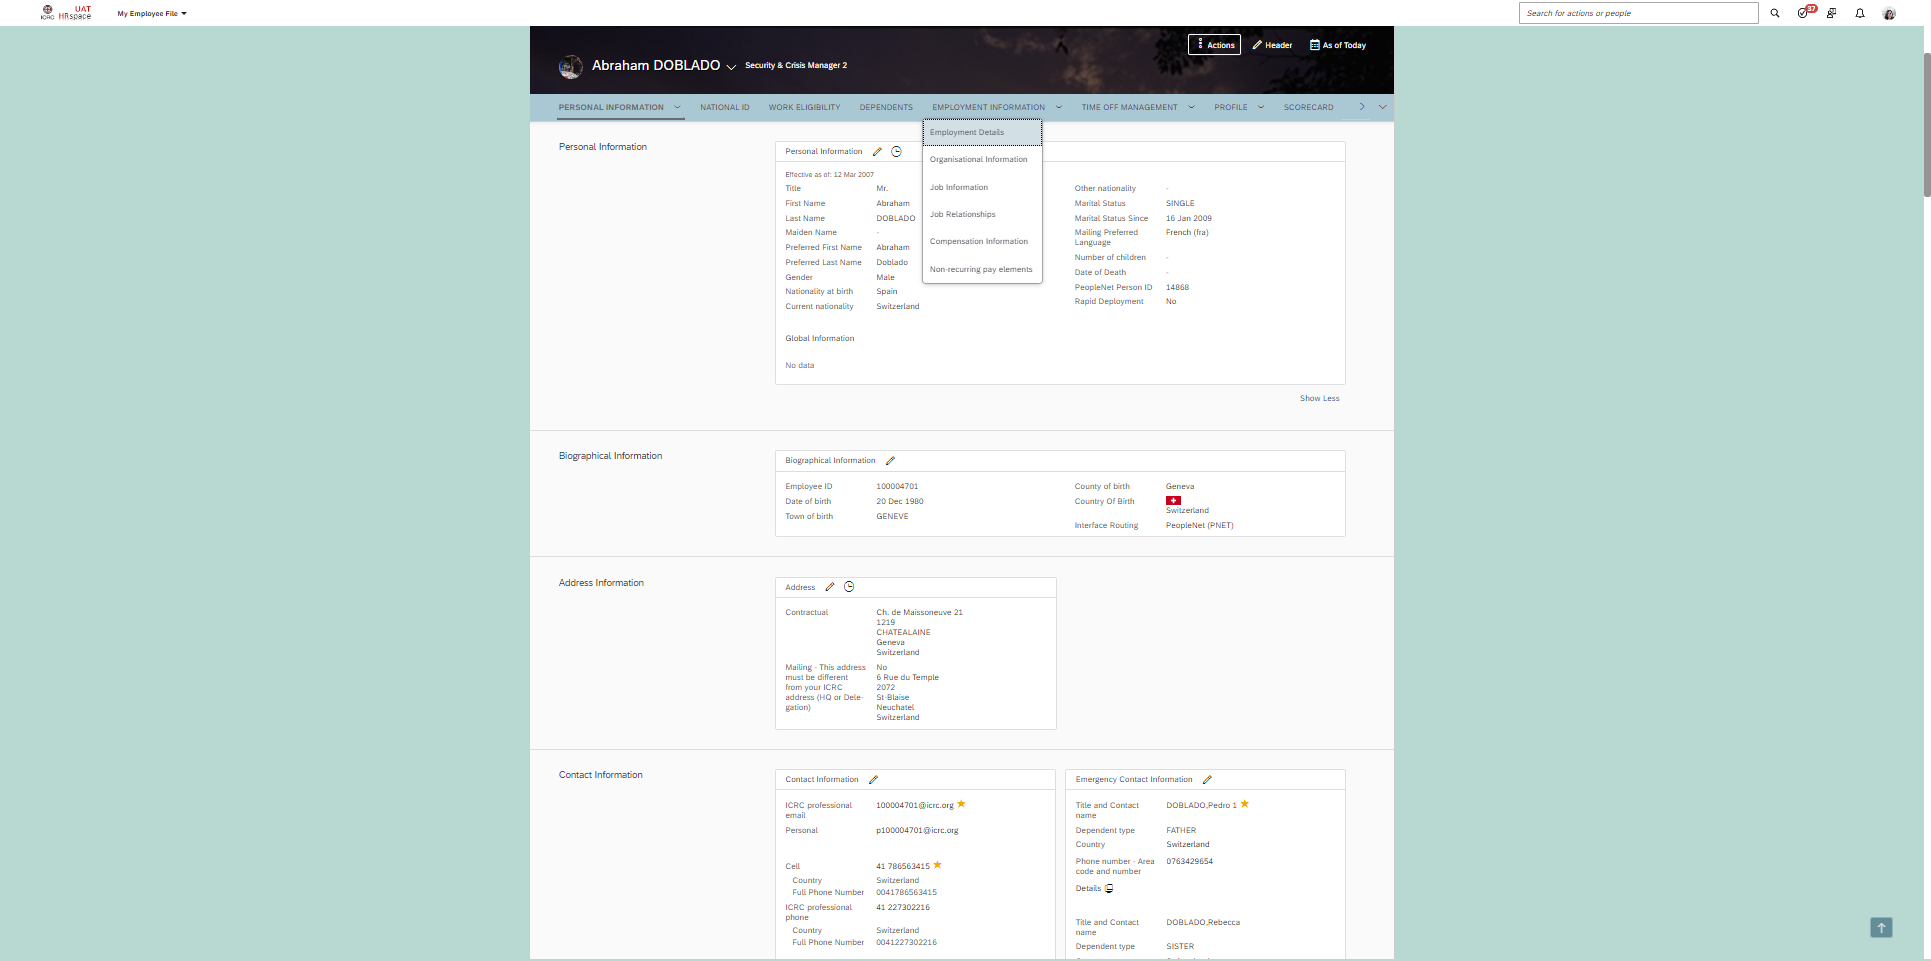 ICRC UAT HRspace
My Employee File
Search for actions or people
37
Actions
Header
As of Today
Abraham DOBLADO
Security & Crisis Manager 2
PERSONAL INFORMATION
NATIONAL ID
WORK ELIGIBILITY
DEPENDENTS
EMPLOYMENT INFORMATION
TIME OFF MANAGEMENT
PROFILE
SCORECARD
Employment Details
Organisational Information
Job Information
Job Relationships
Compensation Information
Non-recurring pay elements
Personal Information
Personal Information
Effective as of: 12 Mar 2007
Title Mr.
First Name Abraham
Last Name DOBLADO
Maiden Name -
Preferred First Name Abraham
Preferred Last Name Doblado
Gender Male
Nationality at birth Spain
Current nationality Switzerland
Other nationality -
Marital Status SINGLE
Marital Status Since 16 Jan 2009
Mailing Preferred French (fra)
Language
Number of children -
Date of Death -
PeopleNet Person ID 14868
Rapid Deployment No
Global Information
No data
Show Less
Biographical Information
Biographical Information
Employee ID 100004701
Date of birth 20 Dec 1980
Town of birth GENEVE
County of birth Geneva
Country Of Birth
Switzerland
Interface Routing PeopleNet (PNET)
Address Information
Address
Contractual Ch. de Maissoneuve 21
1219
CHATEALAINE
Geneva
Switzerland
Mailing - This address No
must be different 6 Rue du Temple
from your ICRC 2072
address (HQ or Dele- St-Blaise
gation) Neuchatel
Switzerland
Contact Information
Contact Information
ICRC professional 100004701@icrc.org
email
Personal p100004701@icrc.org
Cell 41 786563415
Country Switzerland
Full Phone Number 0041786563415
ICRC professional 41 227302216
phone
Country Switzerland
Full Phone Number 0041227302216
Emergency Contact Information
Title and Contact DOBLADO,Pedro 1
name
Dependent type FATHER
Country Switzerland
Phone number - Area 0763429654
code and number
Details
Title and Contact DOBLADO,Rebecca
name
Dependent type SISTER